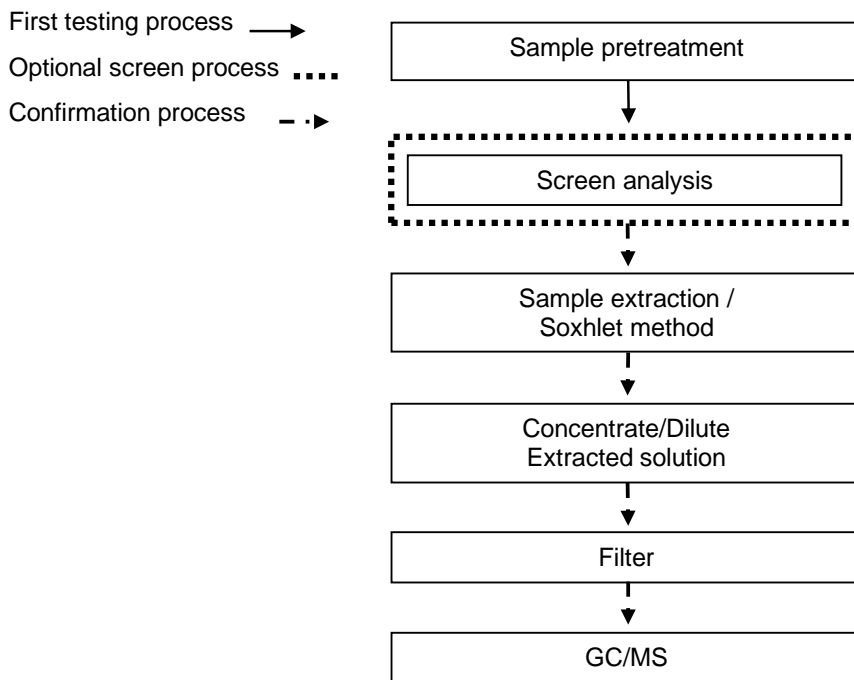 First testing process
Optional screen process
Confirmation process
Sample pretreatment
Screen analysis
Sample extraction /
Soxhlet method
Concentrate/Dilute
Extracted solution
Filter
GC/MS